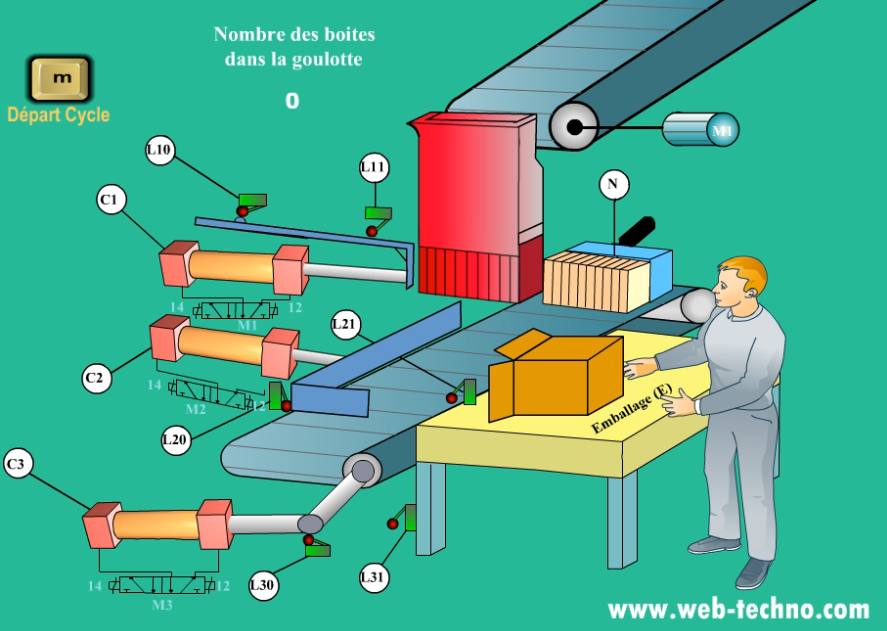 Nombre des boites
dans la goulotte
0
m
Départ Cycle
M1
L10
L11
N
C1
14
12
M1
L21
C2
14
12
M2
L20
Emballage (E)
C3
14
12
M3
L30
L31
www.web-techno.com